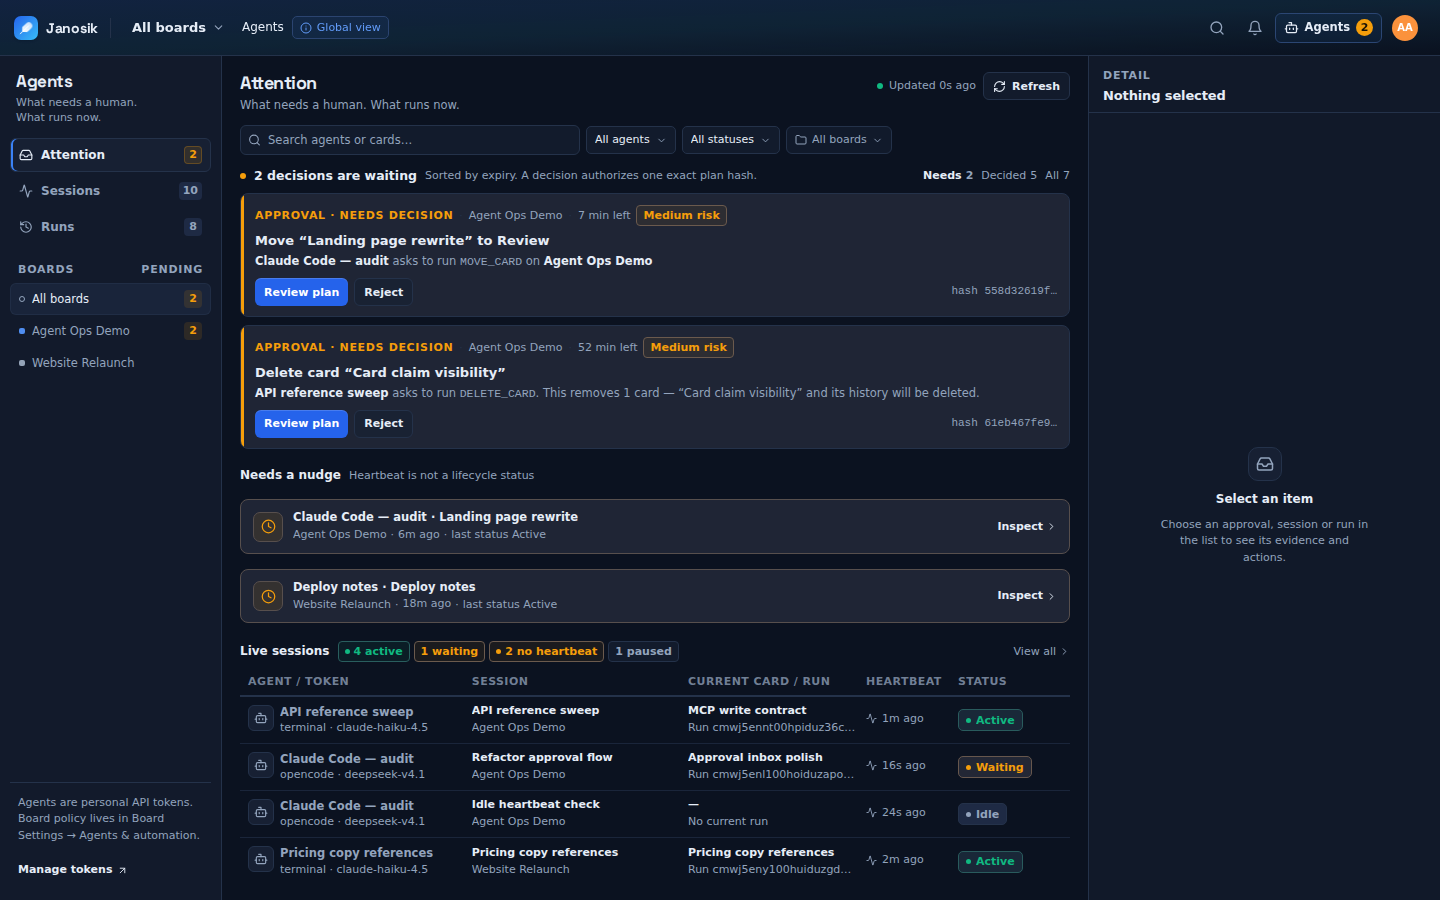 Janosik
All boards
Agents
Global view
Agents 2
AA
Agents
What needs a human.
What runs now.
Attention 2
Sessions 10
Runs 8
BOARDS PENDING
All boards 2
Agent Ops Demo 2
Website Relaunch
Agents are personal API tokens.
Board policy lives in Board
Settings → Agents & automation.
Manage tokens
Attention
What needs a human. What runs now.
Updated 0s ago
Refresh
Search agents or cards...
All agents
All statuses
All boards
2 decisions are waiting Sorted by expiry. A decision authorizes one exact plan hash.
Needs 2 Decided 5 All 7
APPROVAL · NEEDS DECISION Agent Ops Demo 7 min left Medium risk
Move “Landing page rewrite” to Review
Claude Code — audit asks to run MOVE_CARD on Agent Ops Demo
Review plan Reject hash 558d32619f…
APPROVAL · NEEDS DECISION Agent Ops Demo 52 min left Medium risk
Delete card “Card claim visibility”
API reference sweep asks to run DELETE_CARD. This removes 1 card — “Card claim visibility” and its history will be deleted.
Review plan Reject hash 61eb467fe9…
Needs a nudge Heartbeat is not a lifecycle status
Claude Code — audit · Landing page rewrite
Agent Ops Demo · 6m ago · last status Active
Inspect
Deploy notes · Deploy notes
Website Relaunch · 18m ago · last status Active
Inspect
Live sessions 4 active 1 waiting 2 no heartbeat 1 paused View all
AGENT / TOKEN SESSION CURRENT CARD / RUN HEARTBEAT STATUS
API reference sweep API reference sweep MCP write contract 1m ago Active
terminal · claude-haiku-4.5 Agent Ops Demo Run cmwj5ennt00hpiduz36c…
Claude Code — audit Refactor approval flow Approval inbox polish 16s ago Waiting
opencode · deepseek-v4.1 Agent Ops Demo Run cmwj5enl100hoiduzapo…
Claude Code — audit Idle heartbeat check — 24s ago Idle
opencode · deepseek-v4.1 Agent Ops Demo No current run
Pricing copy references Pricing copy references Pricing copy references 2m ago Active
terminal · claude-haiku-4.5 Website Relaunch Run cmwj5eny100huiduzgd…
DETAIL
Nothing selected
Select an item
Choose an approval, session or run in
the list to see its evidence and
actions.